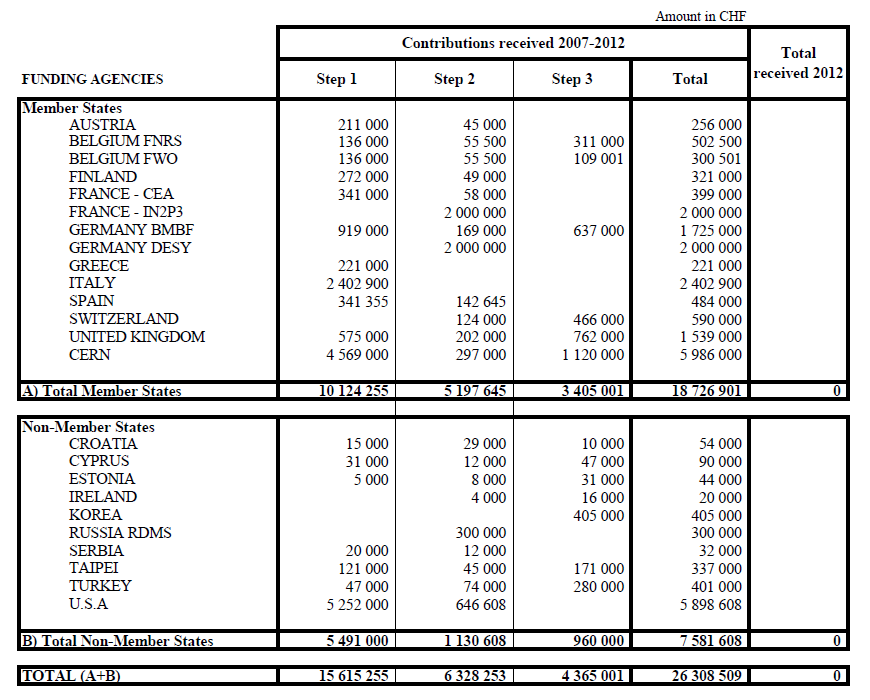 Amount in CHF
Contributions received 2007-2012
Total received 2012
FUNDING AGENCIES Step 1 Step 2 Step 3 Total
Member States
AUSTRIA 211 000 45 000 256 000
BELGIUM FNRS 136 000 55 500 311 000 502 500
BELGIUM FWO 136 000 55 500 109 001 300 501
FINLAND 272 000 49 000 321 000
FRANCE - CEA 341 000 58 000 399 000
FRANCE - IN2P3 2 000 000 2 000 000
GERMANY BMBF 919 000 169 000 637 000 1 725 000
GERMANY DESY 2 000 000 2 000 000
GREECE 221 000 221 000
ITALY 2 402 900 2 402 900
SPAIN 341 355 142 645 484 000
SWITZERLAND 124 000 466 000 590 000
UNITED KINGDOM 575 000 202 000 762 000 1 539 000
CERN 4 569 000 297 000 1 120 000 5 986 000
A) Total Member States 10 124 255 5 197 645 3 405 001 18 726 901 0
Non-Member States
CROATIA 15 000 29 000 10 000 54 000
CYPRUS 31 000 12 000 47 000 90 000
ESTONIA 5 000 8 000 31 000 44 000
IRELAND 4 000 16 000 20 000
KOREA 405 000 405 000
RUSSIA RDMS 300 000 300 000
SERBIA 20 000 12 000 32 000
TAIPEI 121 000 45 000 171 000 337 000
TURKEY 47 000 74 000 280 000 401 000
U.S.A 5 252 000 646 608 5 898 608
B) Total Non-Member States 5 491 000 1 130 608 960 000 7 581 608 0
TOTAL (A+B) 15 615 255 6 328 253 4 365 001 26 308 509 0